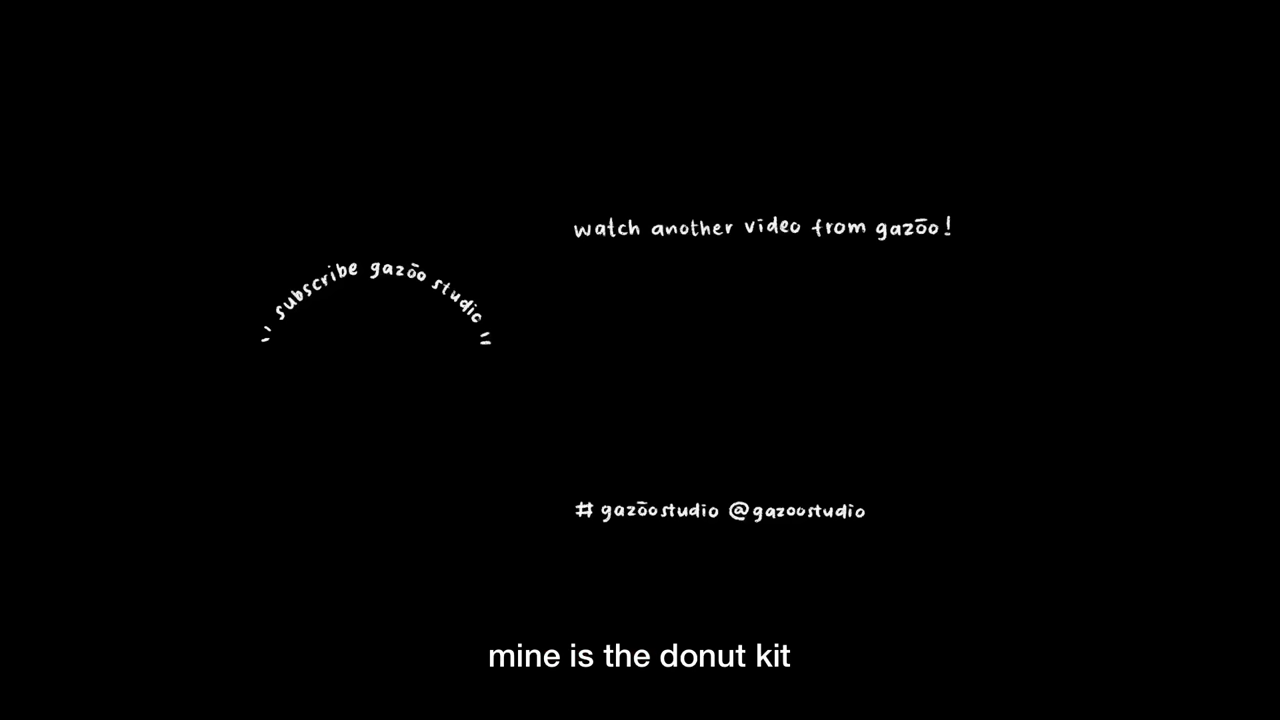 watch another video from gazōo!
" subscribe gazōo studio "
# gazōostudio @gazoostudio
mine is the donut kit